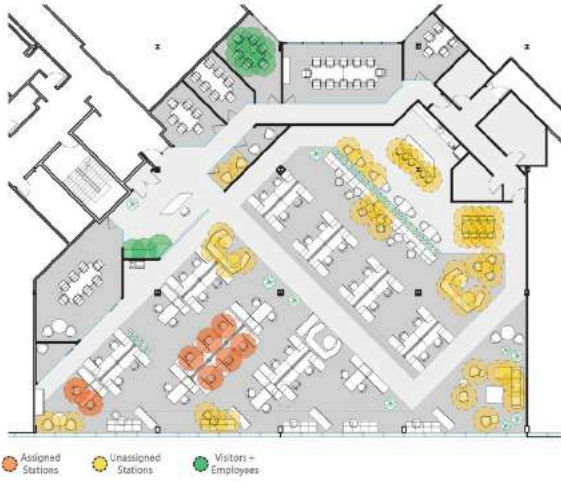 Assigned
Stations
Unassigned
Stations
Visitors +
Employees